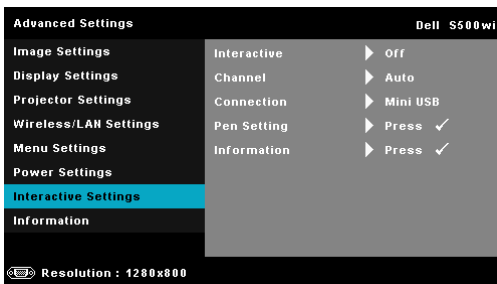 Advanced Settings Dell S500wi
Image Settings Interactive Off
Display Settings Channel Auto
Projector Settings Connection Mini USB
Wireless/LAN Settings Pen Setting Press ✓
Menu Settings Information Press ✓
Power Settings
Interactive Settings
Information
Resolution : 1280x800